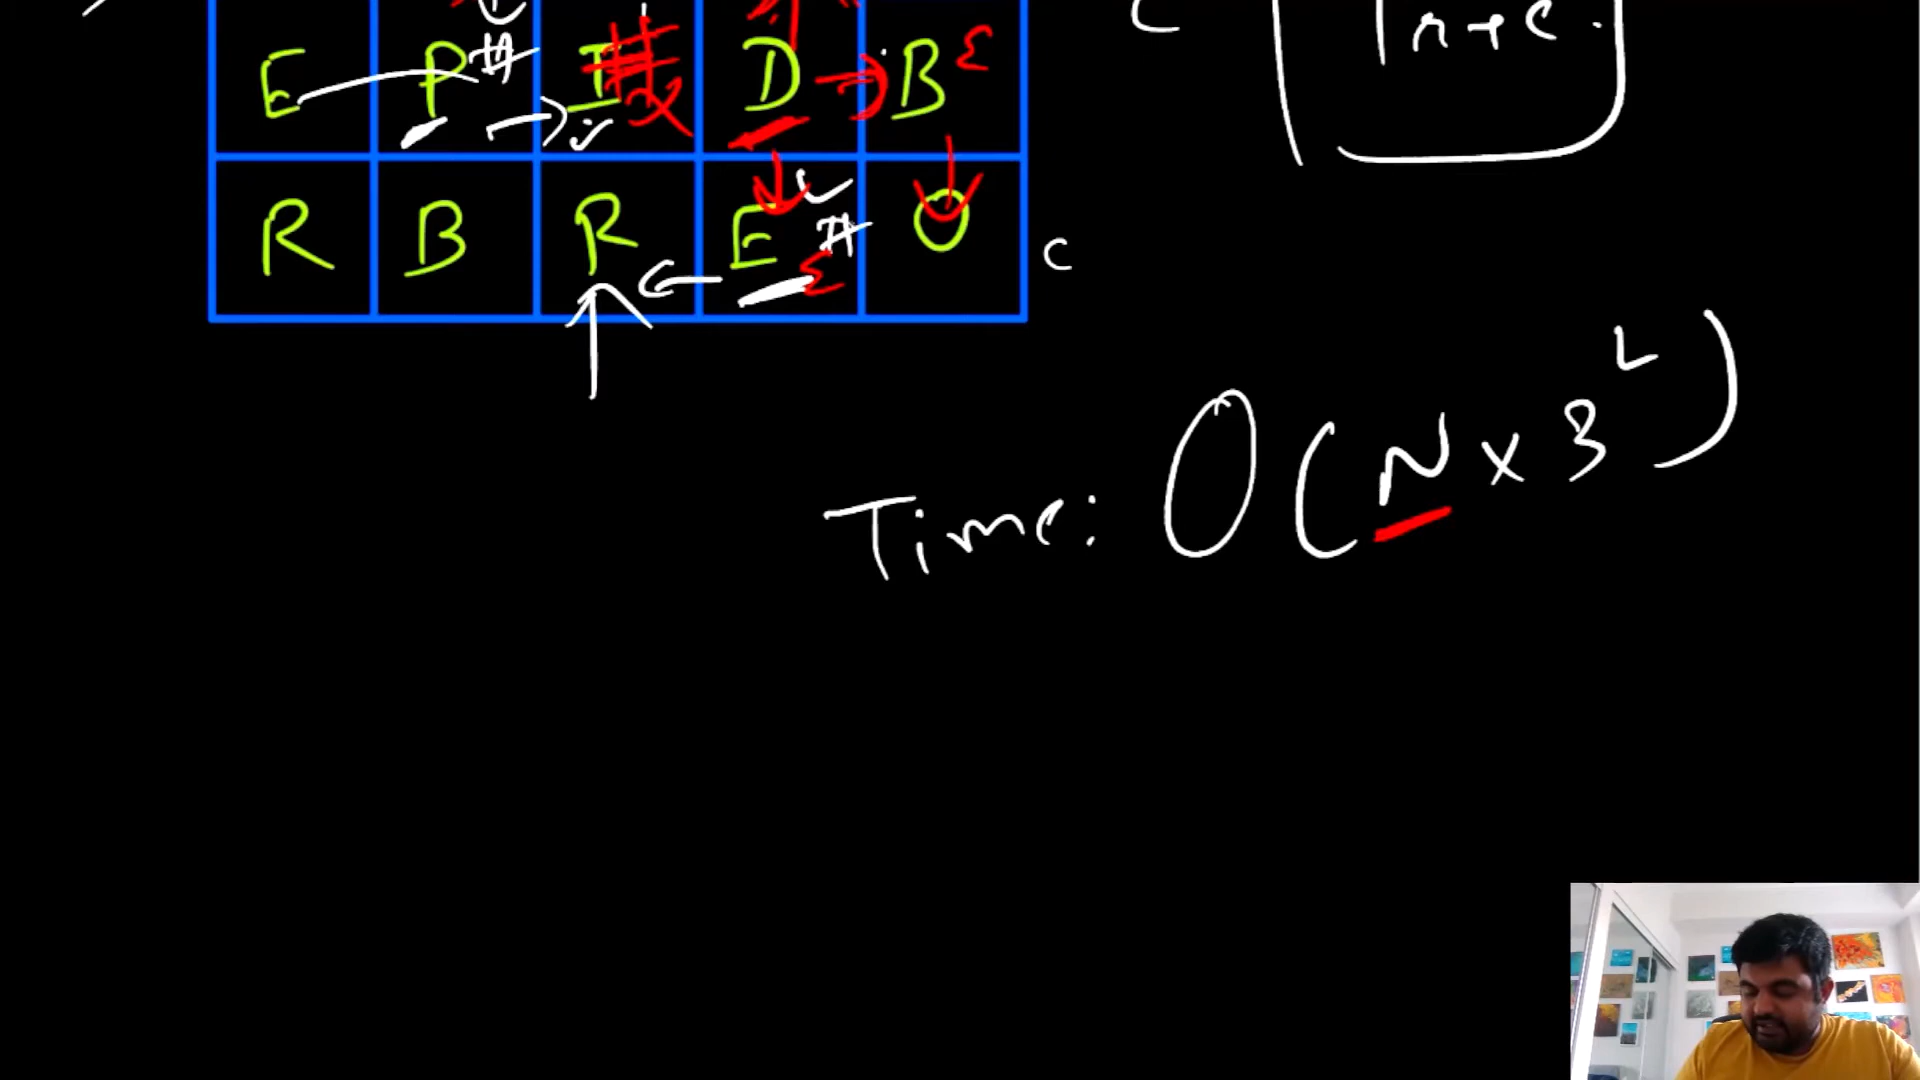 E P # I # x D B ε
R B R E # ε O C
Time: O(N x 3^L)